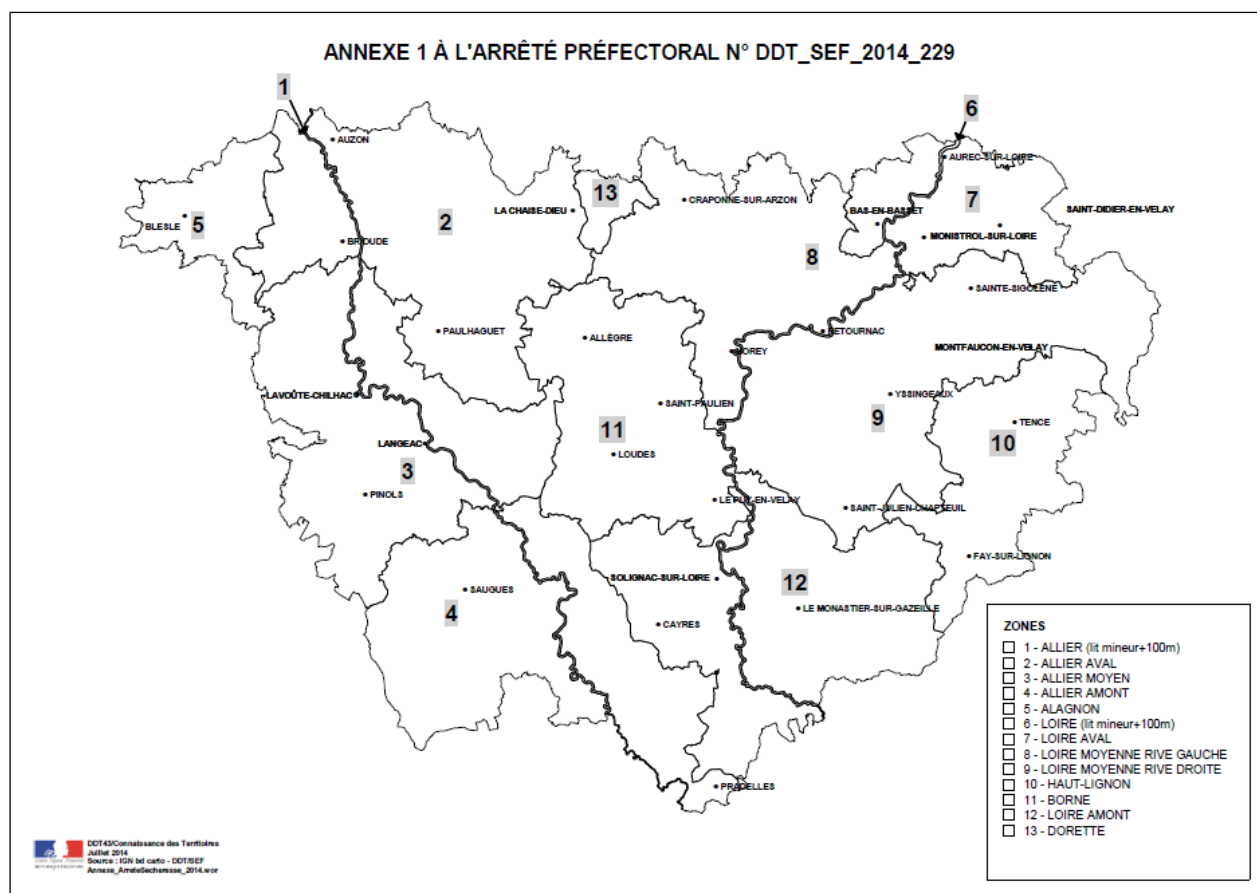 ANNEXE 1 À L'ARRÊTÉ PRÉFECTORAL N° DDT_SEF_2014_229
1
6
AUZON
AUREC-SUR-LOIRE
13
CRAPONNE-SUR-ARZON
7
LA CHAISE-DIEU
BAS-EN-BASSET
SAINT-DIDIER-EN-VELAY
5
BLESLE
2
BRIOUDE
MONISTROL-SUR-LOIRE
8
SAINTE-SIGOLÈNE
PAULHAGUET
ALLÈGRE
RETOURNAC
VOREY
MONTFAUCON-EN-VELAY
LAVOÛTE-CHILHAC
SAINT-PAULIEN
YSSINGEAUX
9
TENCE
10
LANGEAC
11
LOUDES
3
PINOLS
LE PUY-EN-VELAY
SAINT-JULIEN-CHAPTEUIL
FAY-SUR-LIGNON
SOLIGNAC-SUR-LOIRE
12
SAUGUES
4
LE MONASTIER-SUR-GAZEILLE
CAYRES
PRADELLES
ZONES
1 - ALLIER (lit mineur+100m)
2 - ALLIER AVAL
3 - ALLIER MOYEN
4 - ALLIER AMONT
5 - ALAGNON
6 - LOIRE (lit mineur+100m)
7 - LOIRE AVAL
8 - LOIRE MOYENNE RIVE GAUCHE
9 - LOIRE MOYENNE RIVE DROITE
10 - HAUT-LIGNON
11 - BORNE
12 - LOIRE AMONT
13 - DORETTE
DDT43/Connaissance des Territoires
Juillet 2014
Source : IGN bd carto - DDT/SEF
Annexe_ArreteSecheresse_2014.wor